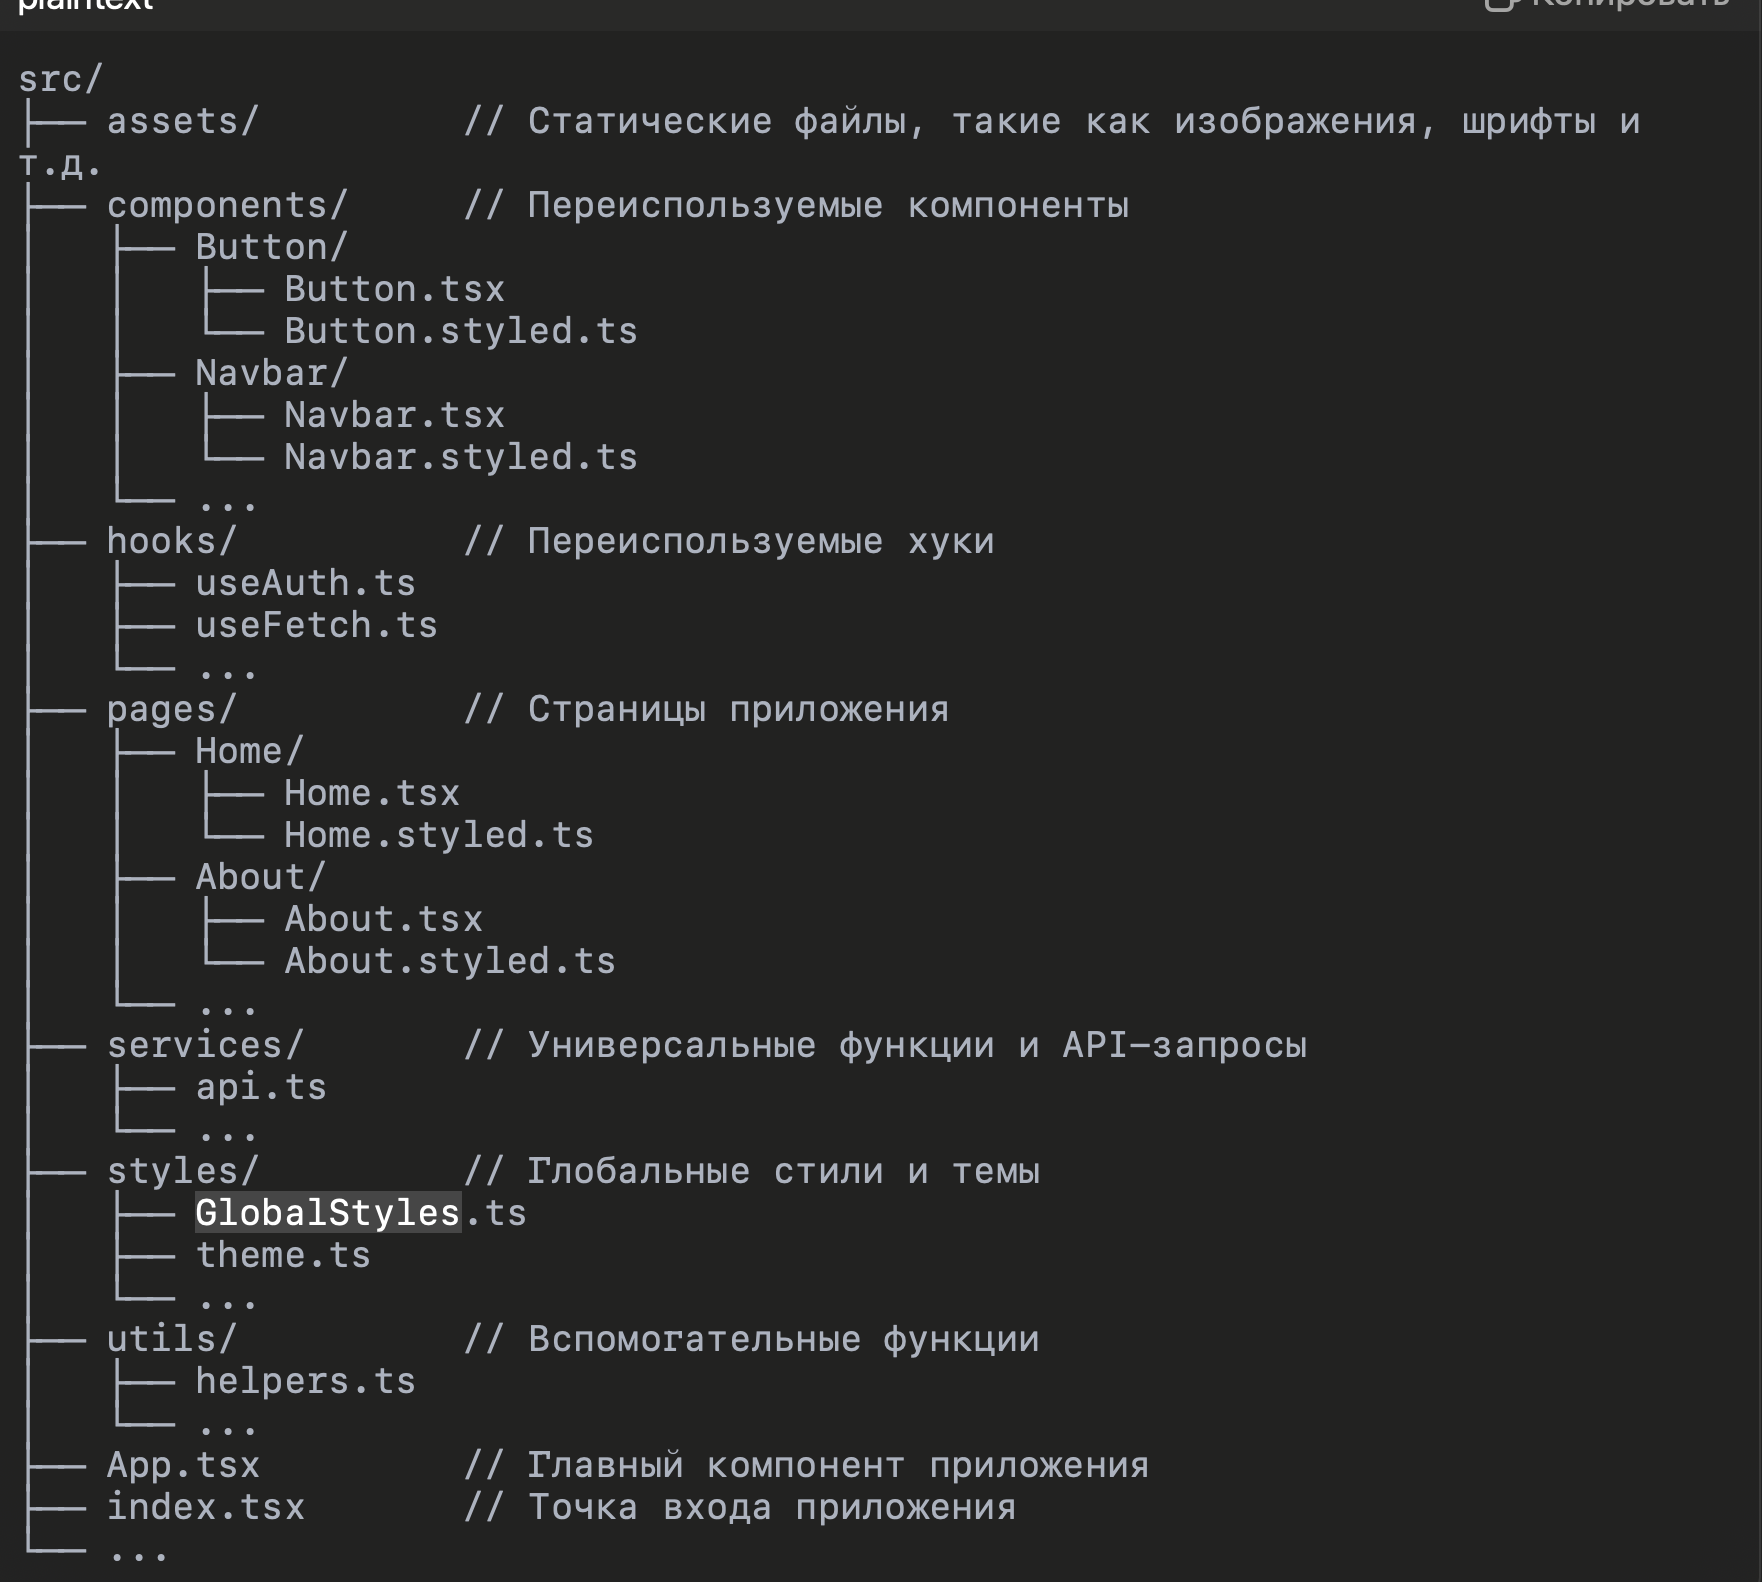 plaintext
Копировать
src/
├── assets/         // Статические файлы, такие как изображения, шрифты и
т.д.
├── components/     // Переиспользуемые компоненты
│   ├── Button/
│   │   ├── Button.tsx
│   │   └── Button.styled.ts
│   ├── Navbar/
│   │   ├── Navbar.tsx
│   │   └── Navbar.styled.ts
│   └── ...
├── hooks/          // Переиспользуемые хуки
│   ├── useAuth.ts
│   ├── useFetch.ts
│   └── ...
├── pages/          // Страницы приложения
│   ├── Home/
│   │   ├── Home.tsx
│   │   └── Home.styled.ts
│   ├── About/
│   │   ├── About.tsx
│   │   └── About.styled.ts
│   └── ...
├── services/       // Универсальные функции и API-запросы
│   ├── api.ts
│   └── ...
├── styles/         // Глобальные стили и темы
│   ├── GlobalStyles.ts
│   ├── theme.ts
│   └── ...
├── utils/          // Вспомогательные функции
│   ├── helpers.ts
│   └── ...
├── App.tsx         // Главный компонент приложения
├── index.tsx       // Точка входа приложения
└── ...